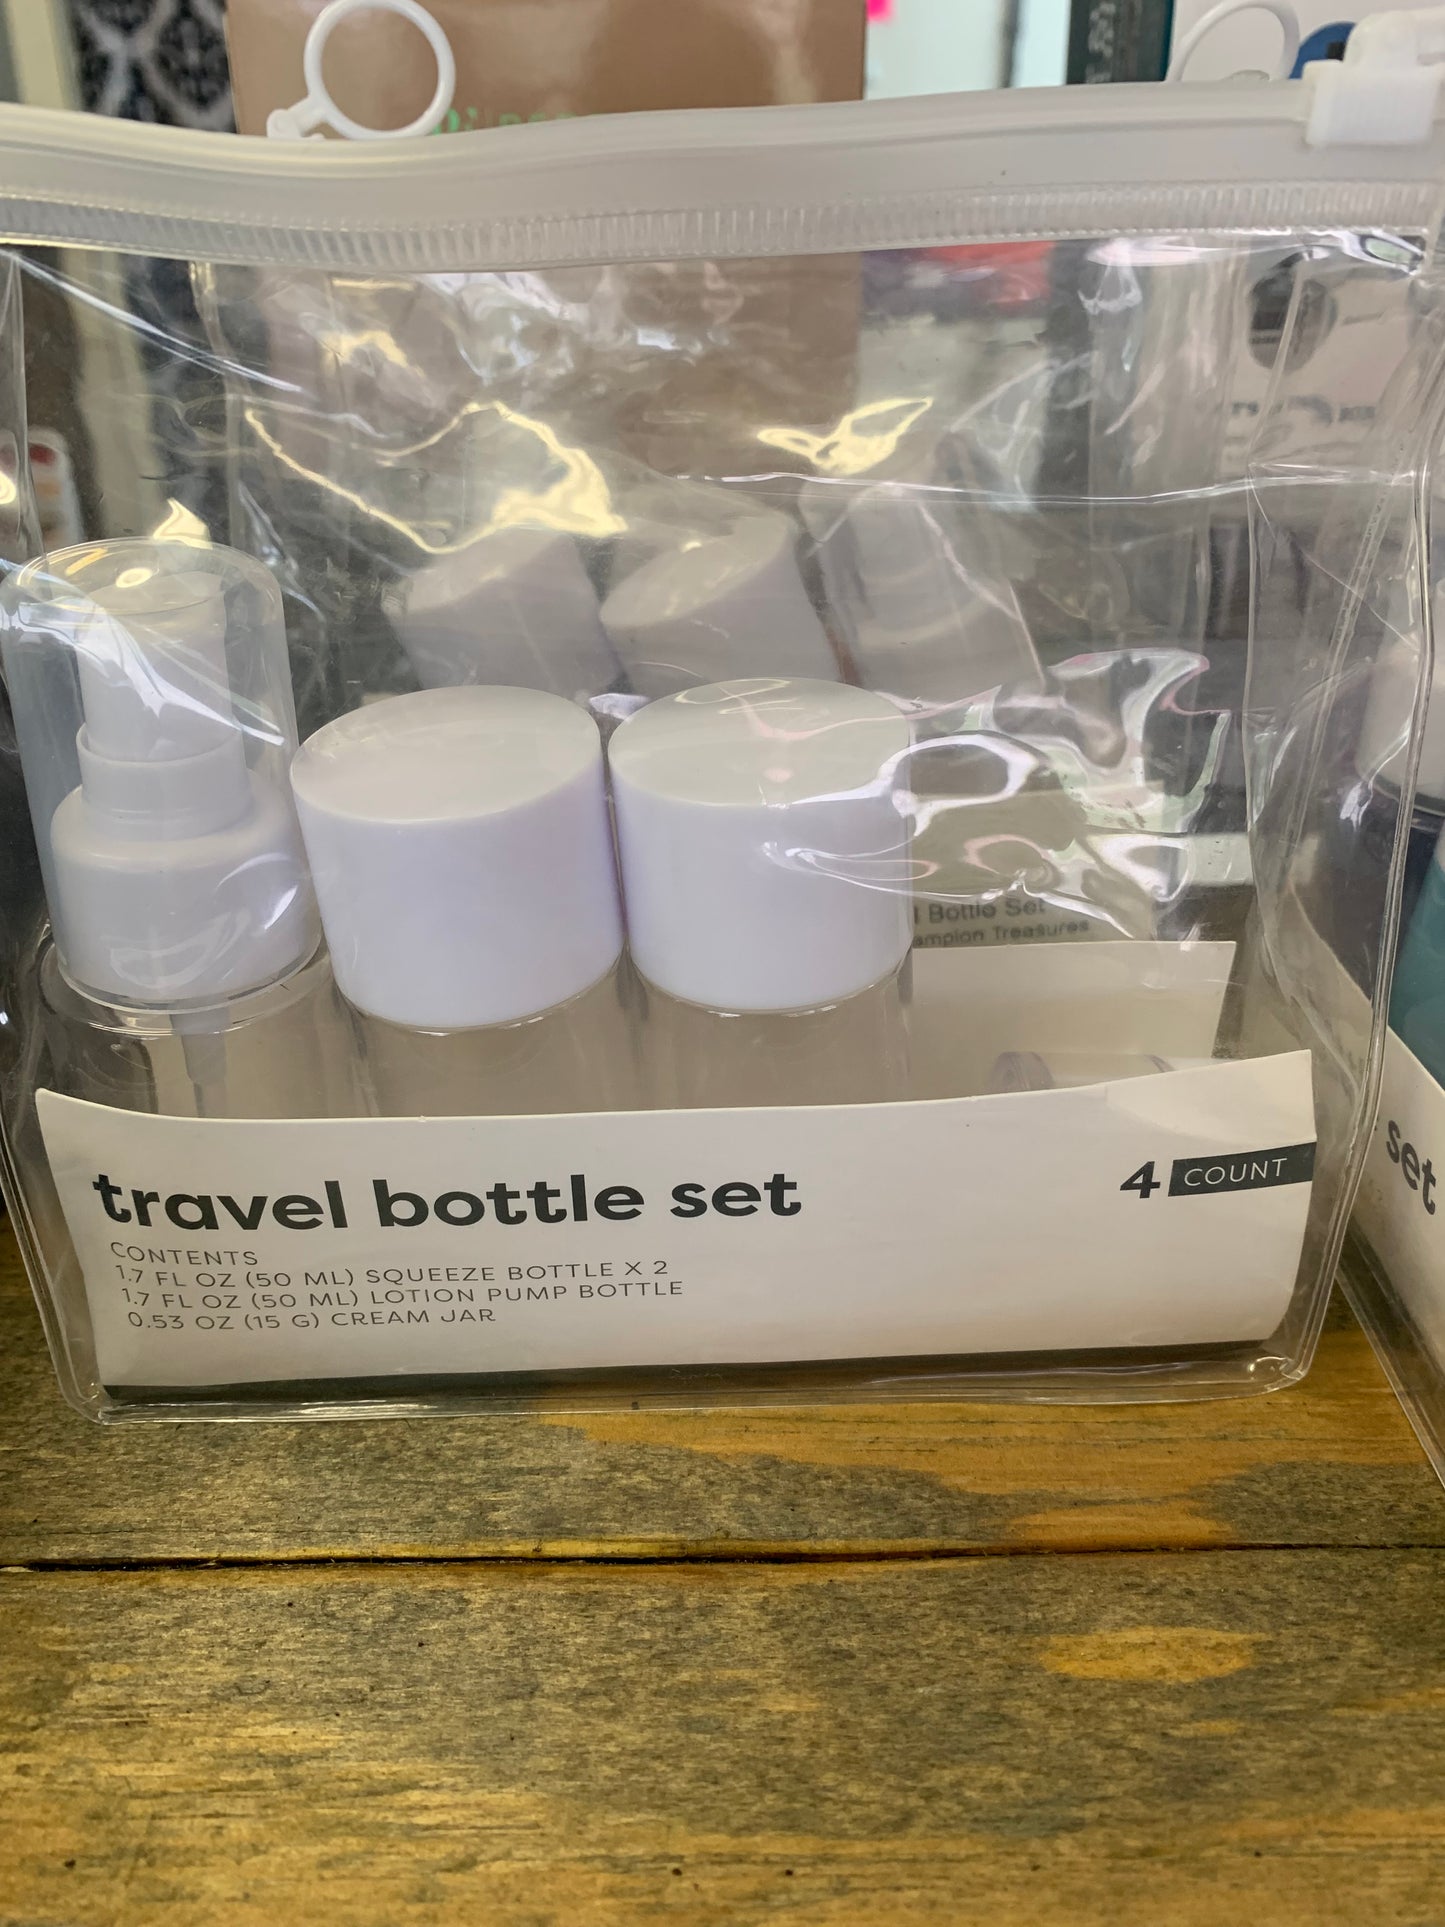 travel bottle set
4 COUNT
CONTENTS
1.7 FL OZ (50 ML) SQUEEZE BOTTLE X 2
1.7 FL OZ (50 ML) LOTION PUMP BOTTLE
0.53 OZ (15 G) CREAM JAR
Bottle Set
Treasures
set